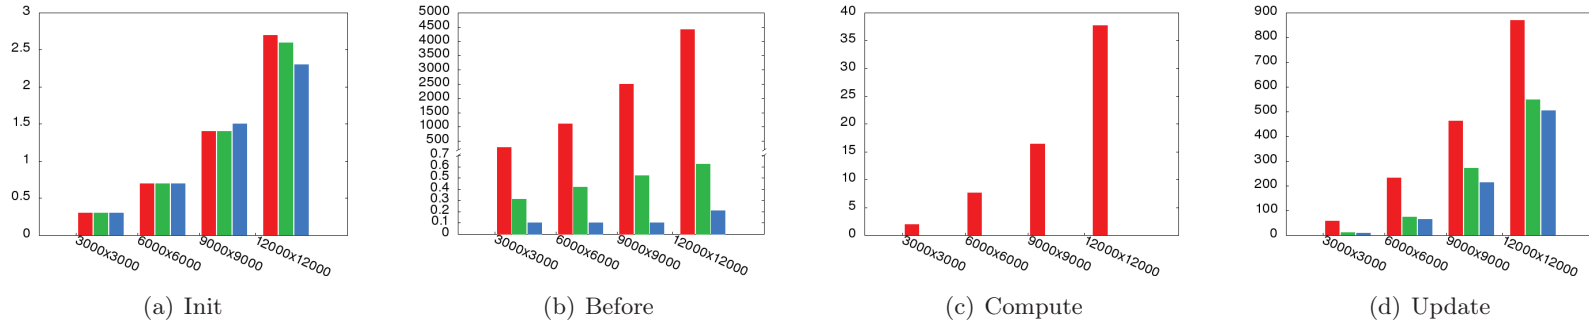 3
2.5
2
1.5
1
0.5
0
3000x3000
6000x6000
9000x9000
12000x12000
(a) Init
5000
4500
4000
3500
3000
2500
2000
1500
1000
500
0.7
0.6
0.5
0.4
0.3
0.2
0.1
0
3000x3000
6000x6000
9000x9000
12000x12000
(b) Before
40
35
30
25
20
15
10
5
0
3000x3000
6000x6000
9000x9000
12000x12000
(c) Compute
900
800
700
600
500
400
300
200
100
0
3000x3000
6000x6000
9000x9000
12000x12000
(d) Update